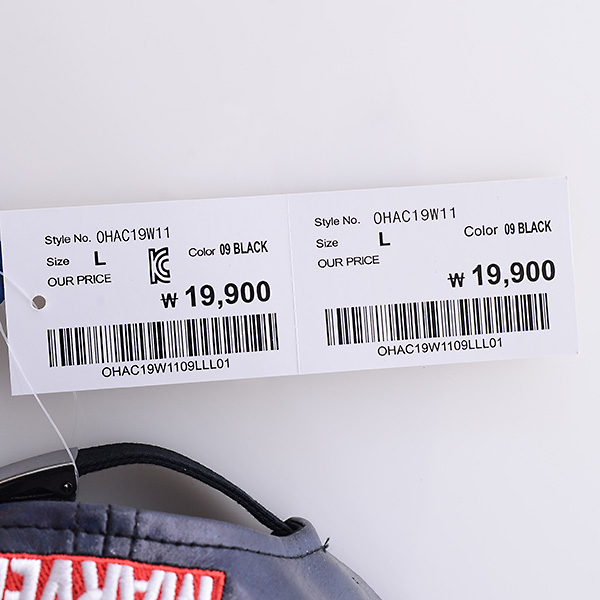 Style No. OHAC19W11
Size L Color 09 BLACK
OUR PRICE
₩ 19,900
OHAC19W1109LLL01
Style No. OHAC19W11
Size L Color 09 BLACK
OUR PRICE
₩ 19,900
OHAC19W1109LLL01
MARVEL